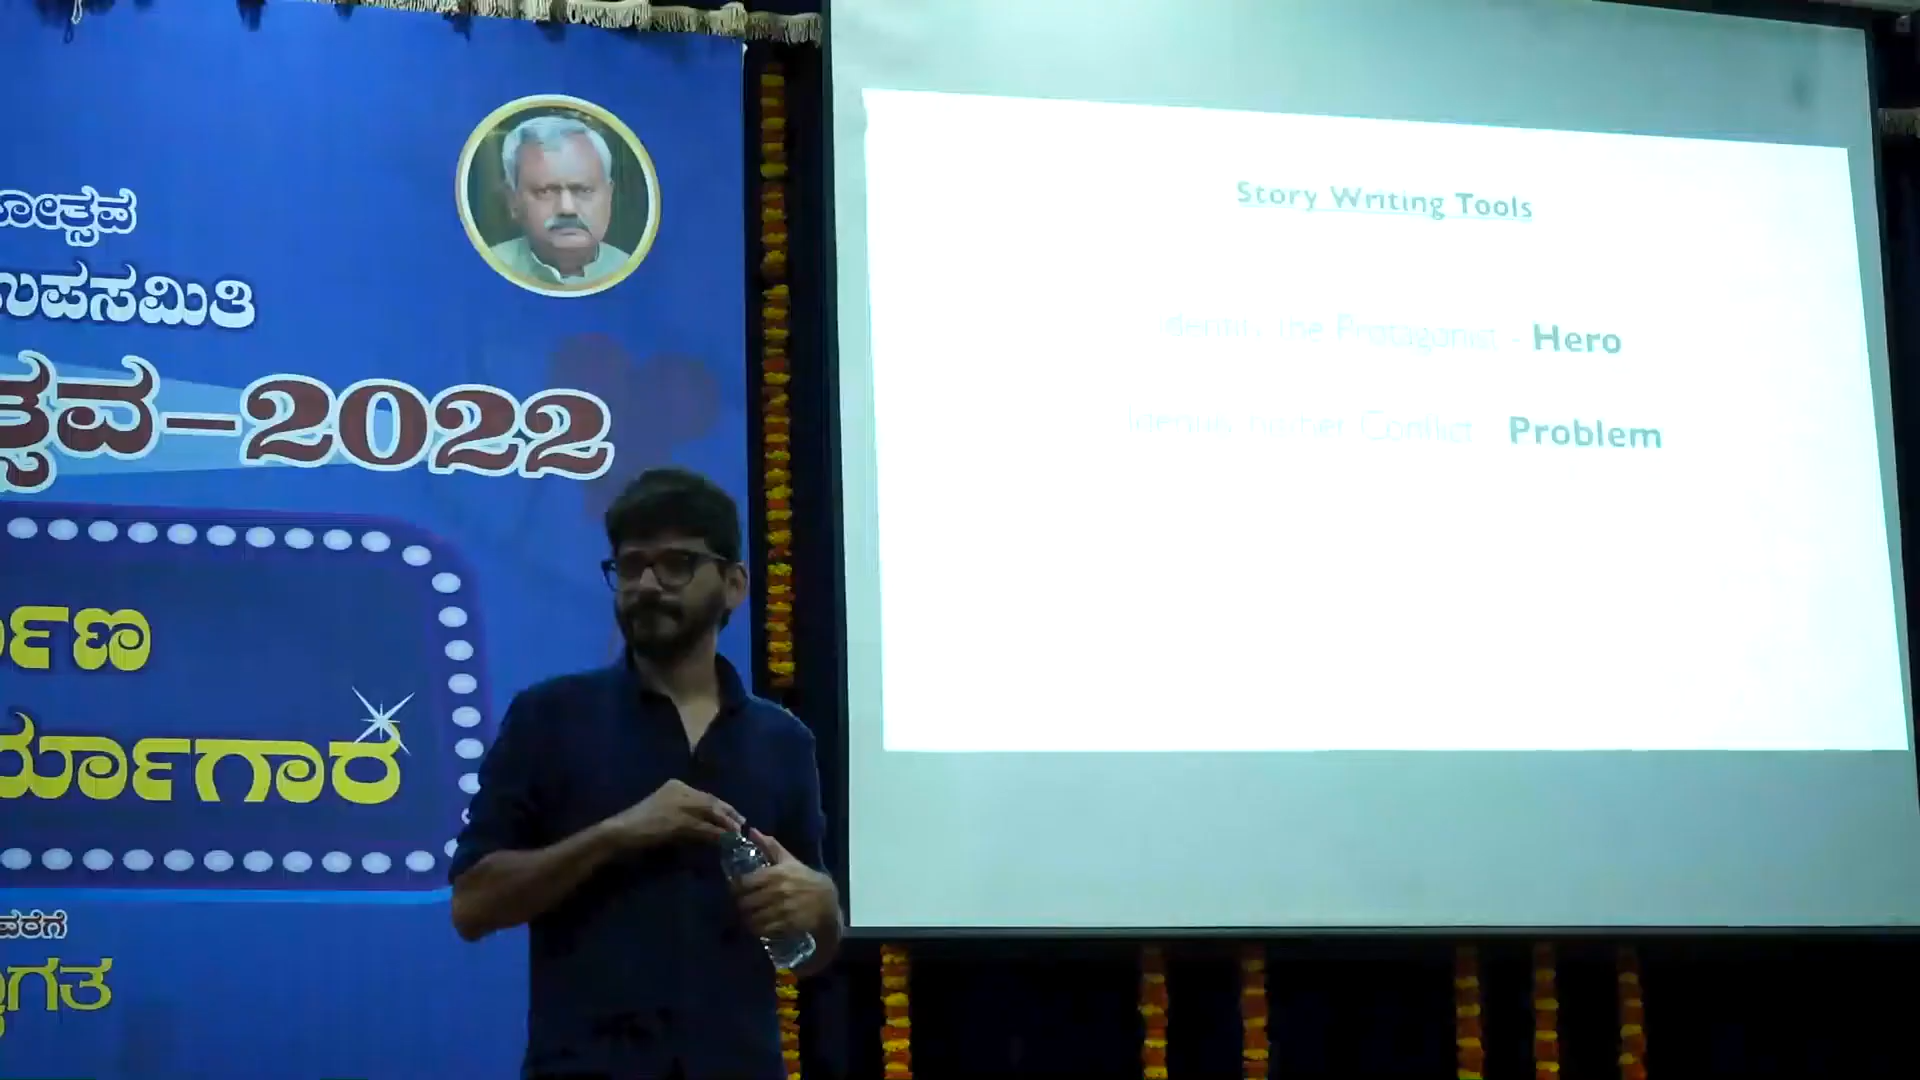 ೋತ್ಸವ
ಉಪಸಮಿತಿ
ತ್ಸವ-2022
ರ್ಮಾಣ
ರ್ಯಾಗಾರ
ವರೆಗೆ
ಸ್ವಾಗತ
Story Writing Tools
Identify the Protagonist - Hero
Identify his/her Conflict - Problem